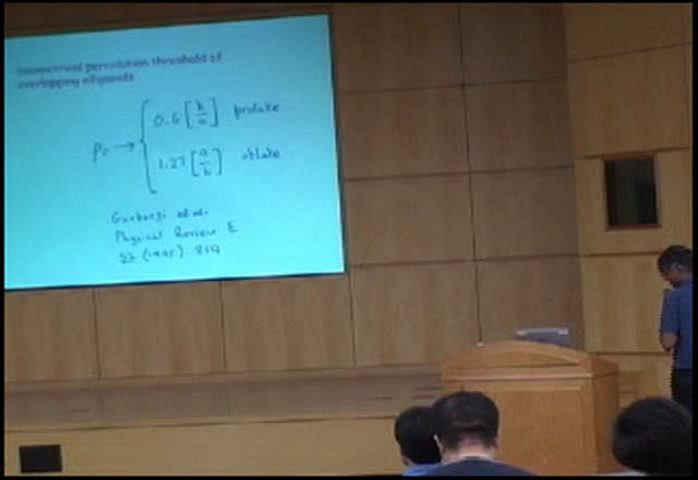 Geometrical percolation threshold of
overlapping ellipsoids
Pc → { 0.6 [b/a] prolate
1.27 [a/b] oblate
Garboczi et al.
Physical Review E
52 (1995) 819